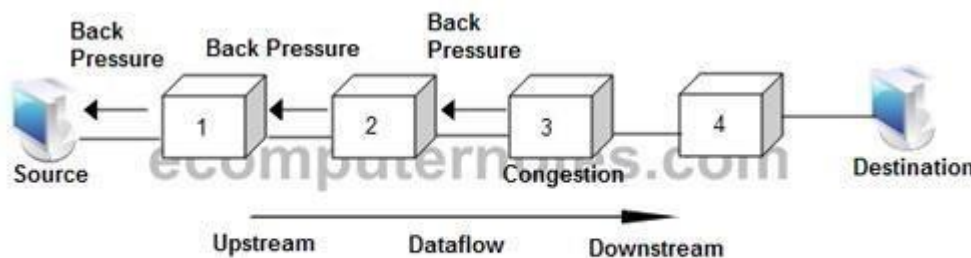 Back
Pressure
Back Pressure
Back
Pressure
1
2
3
4
Source
Congestion
Destination
ecomputernotes.com
Upstream
Dataflow
Downstream